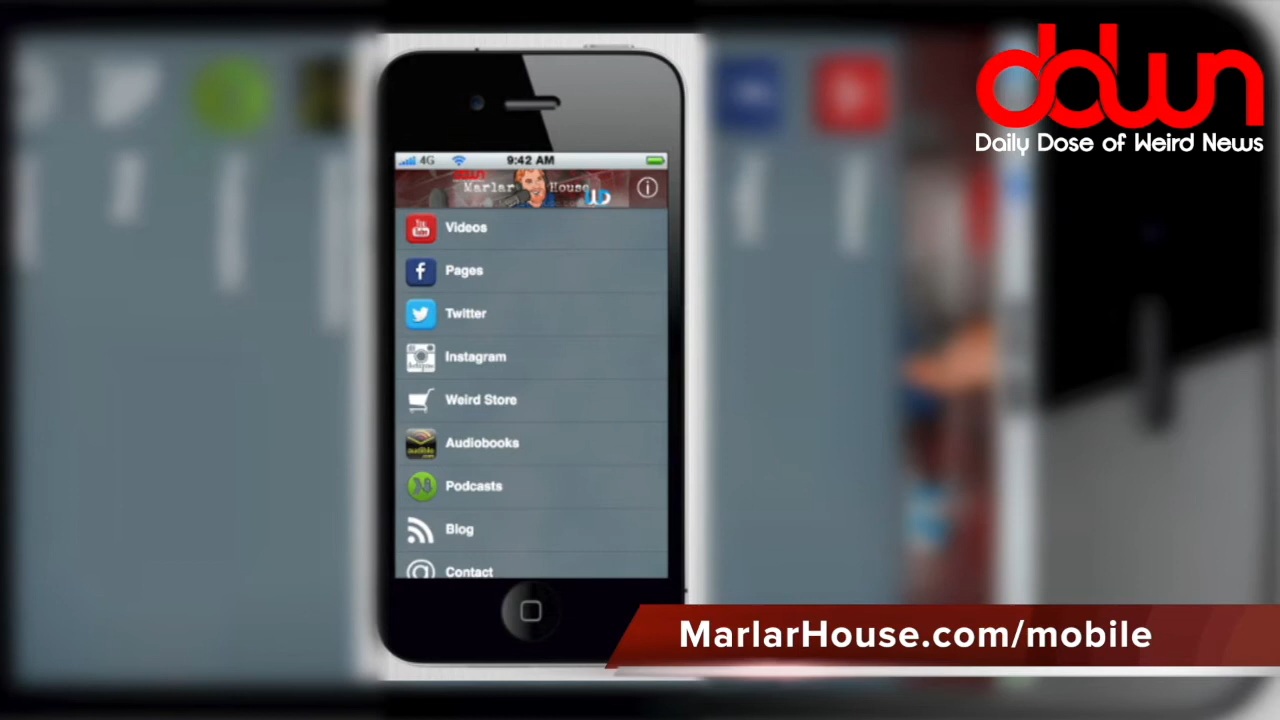 ddwn
Daily Dose of Weird News
4G
9:42 AM
Marlar House
Videos
Pages
Twitter
Instagram
Weird Store
Audiobooks
Podcasts
Blog
Contact
MarlarHouse.com/mobile